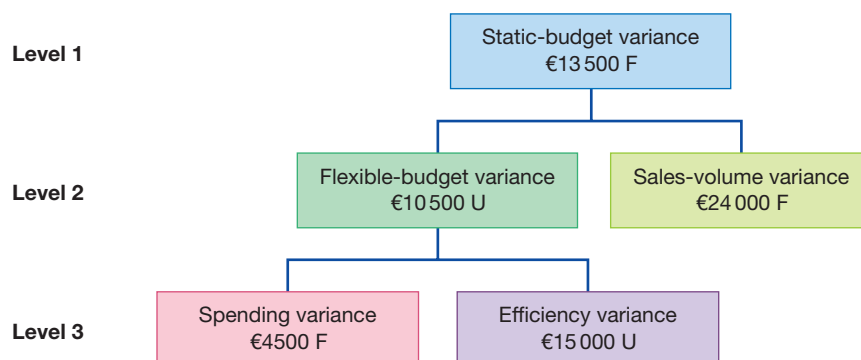 Level 1
Static-budget variance
€13 500 F
Level 2
Flexible-budget variance
€10 500 U
Sales-volume variance
€24 000 F
Level 3
Spending variance
€4500 F
Efficiency variance
€15 000 U